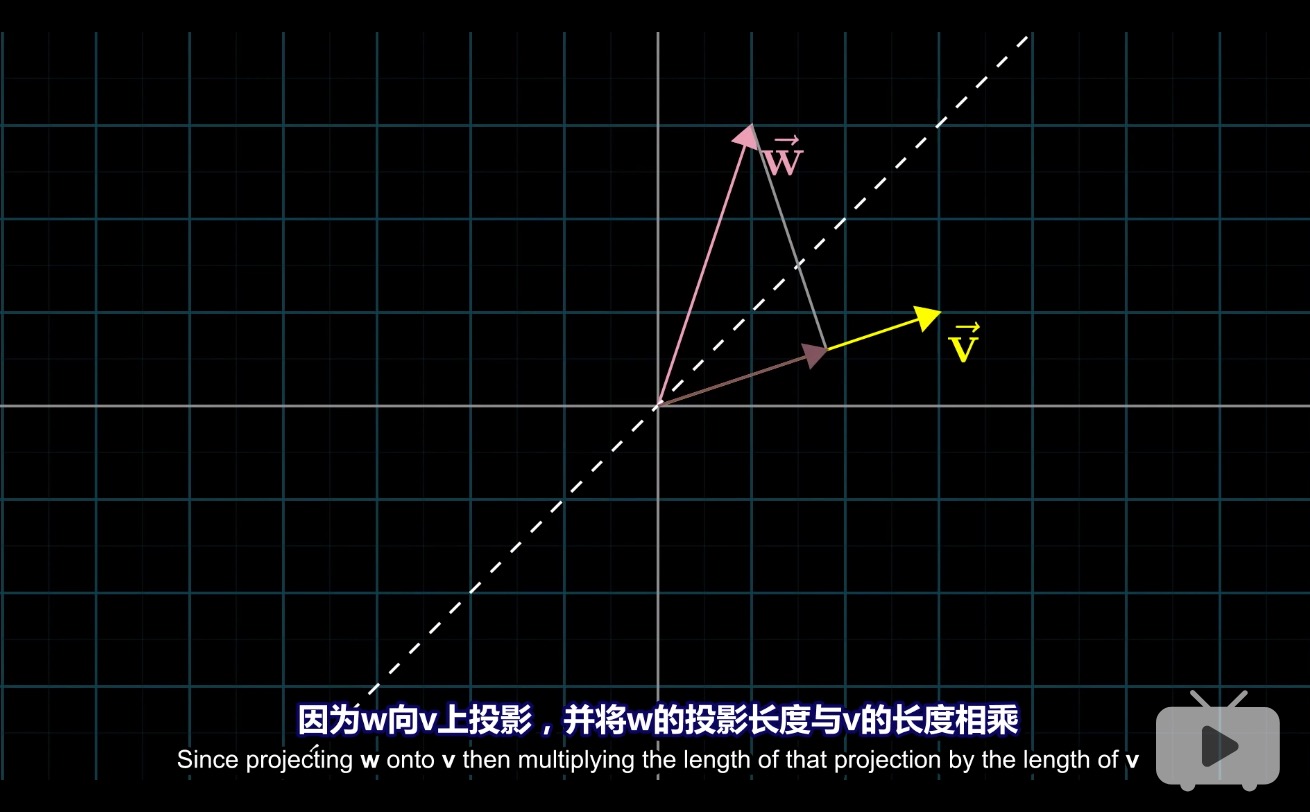 w
v
因为w向v上投影，并将w的投影长度与v的长度相乘
Since projecting w onto v then multiplying the length of that projection by the length of v